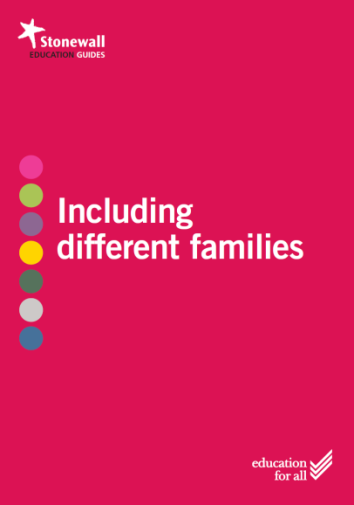 Stonewall
EDUCATION GUIDES
Including
different families
education
for all